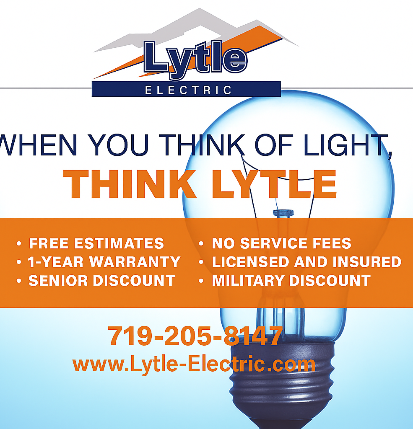 Lytle
ELECTRIC
WHEN YOU THINK OF LIGHT,
THINK LYTLE
• FREE ESTIMATES
• 1-YEAR WARRANTY
• SENIOR DISCOUNT
• NO SERVICE FEES
• LICENSED AND INSURED
• MILITARY DISCOUNT
719-205-8147
www.Lytle-Electric.com